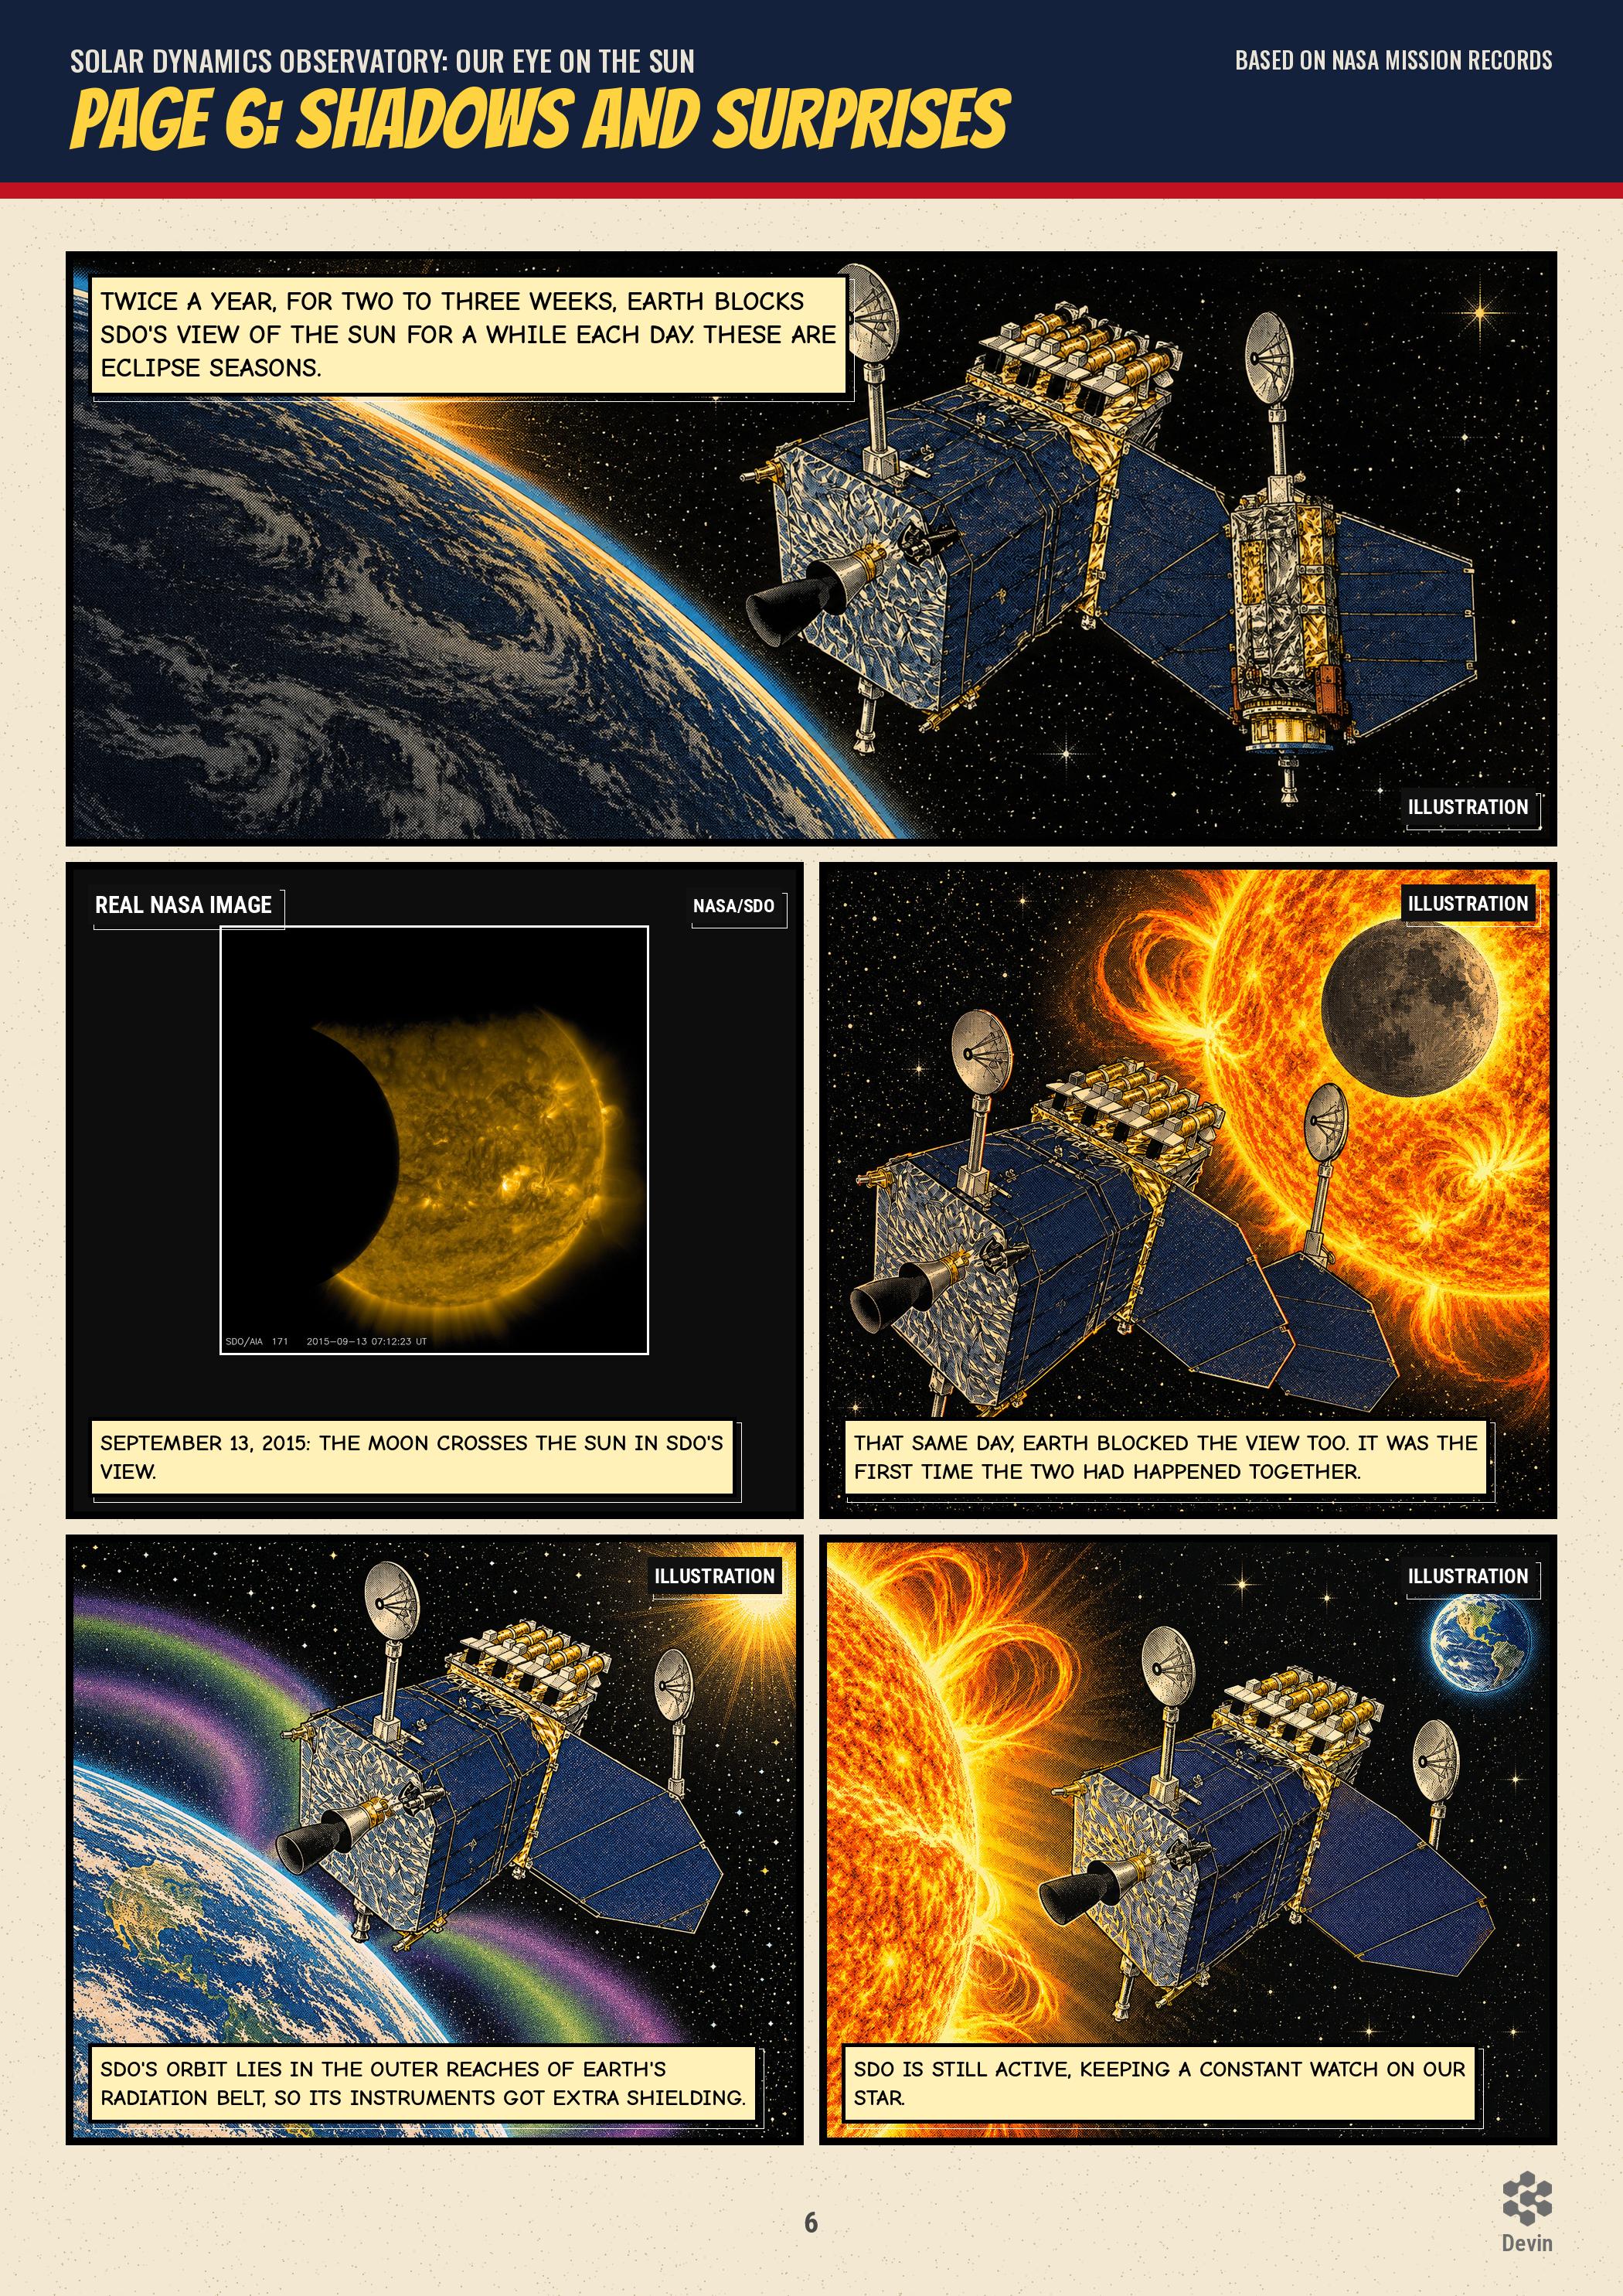 SOLAR DYNAMICS OBSERVATORY: OUR EYE ON THE SUN
BASED ON NASA MISSION RECORDS
PAGE 6: SHADOWS AND SURPRISES
TWICE A YEAR, FOR TWO TO THREE WEEKS, EARTH BLOCKS
SDO'S VIEW OF THE SUN FOR A WHILE EACH DAY. THESE ARE
ECLIPSE SEASONS.
ILLUSTRATION
REAL NASA IMAGE
NASA/SDO
SDO/AIA 171 2015-09-13 07:12:23 UT
SEPTEMBER 13, 2015: THE MOON CROSSES THE SUN IN SDO'S
VIEW.
ILLUSTRATION
THAT SAME DAY, EARTH BLOCKED THE VIEW TOO. IT WAS THE
FIRST TIME THE TWO HAD HAPPENED TOGETHER.
ILLUSTRATION
SDO'S ORBIT LIES IN THE OUTER REACHES OF EARTH'S
RADIATION BELT, SO ITS INSTRUMENTS GOT EXTRA SHIELDING.
ILLUSTRATION
SDO IS STILL ACTIVE, KEEPING A CONSTANT WATCH ON OUR
STAR.
6
Devin